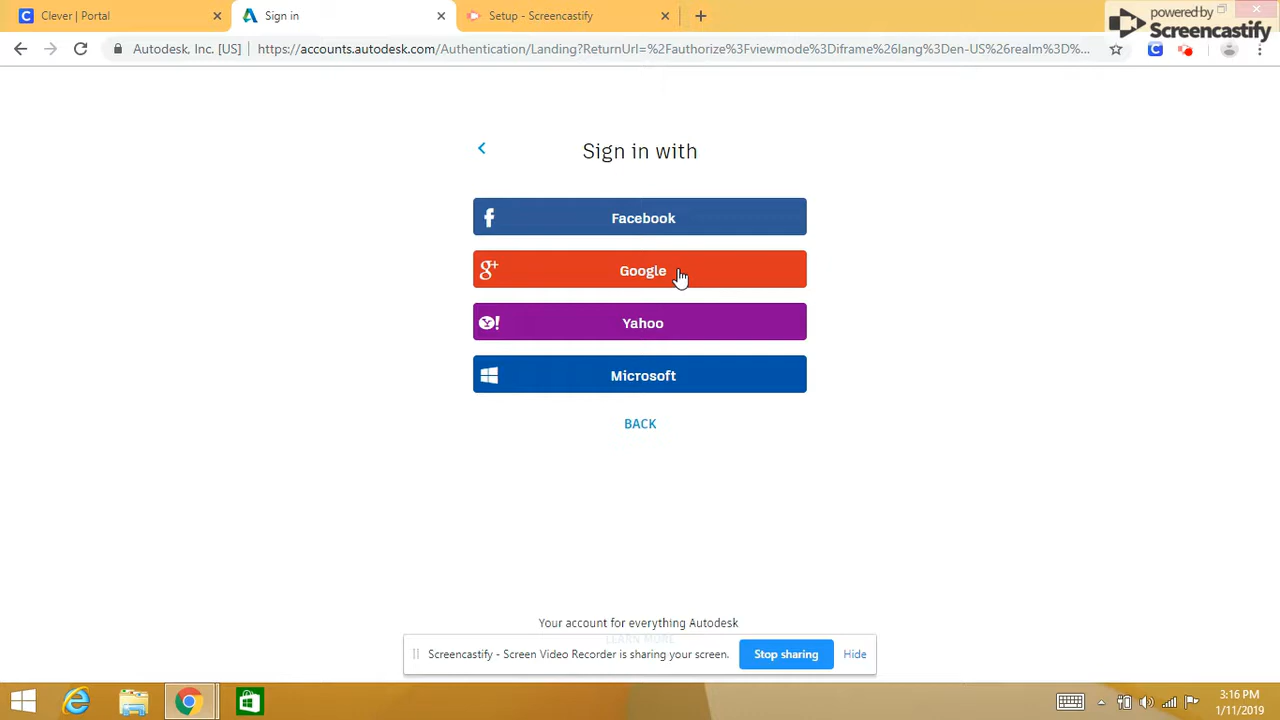 Clever | Portal
Sign in
Setup - Screencastify
powered by
Screencastify
Autodesk, Inc. [US]
https://accounts.autodesk.com/Authentication/Landing?ReturnUrl=%2Fauthorize%3Fviewmode%3Diframe%26lang%3Den-US%26realm%3D%...
Sign in with
Facebook
g+ Google
Y! Yahoo
Microsoft
BACK
Your account for everything Autodesk
LEARN MORE
Screencastify - Screen Video Recorder is sharing your screen.
Stop sharing
Hide
3:16 PM
1/11/2019